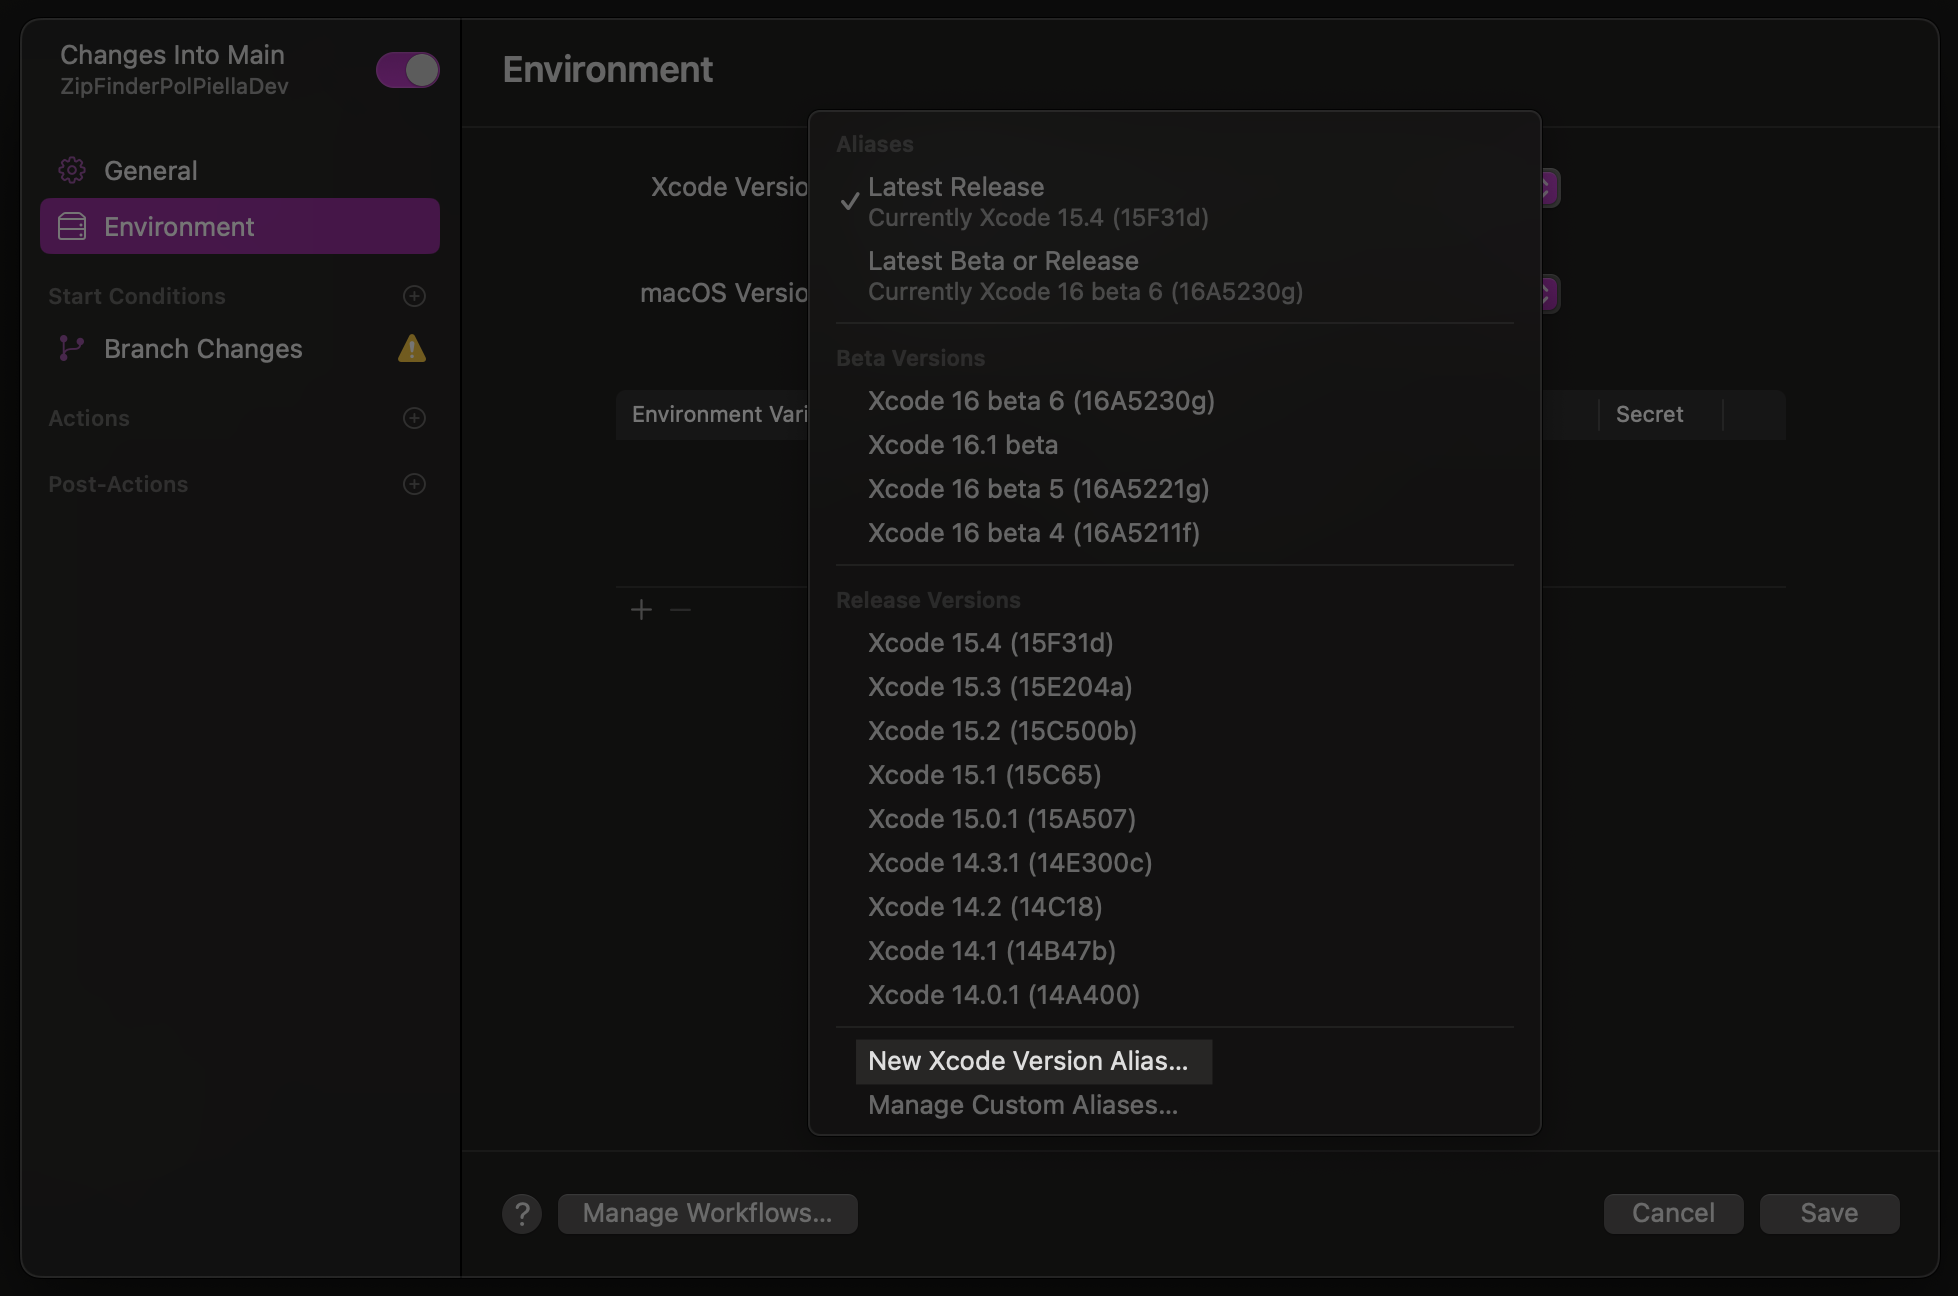 Changes Into Main
ZipFinderPolPiellaDev
General
Environment
Start Conditions
Branch Changes
Actions
Post-Actions
Environment
Xcode Versio
macOS Versio
Environment Vari
Secret
Aliases
Latest Release
Currently Xcode 15.4 (15F31d)
Latest Beta or Release
Currently Xcode 16 beta 6 (16A5230g)
Beta Versions
Xcode 16 beta 6 (16A5230g)
Xcode 16.1 beta
Xcode 16 beta 5 (16A5221g)
Xcode 16 beta 4 (16A5211f)
Release Versions
Xcode 15.4 (15F31d)
Xcode 15.3 (15E204a)
Xcode 15.2 (15C500b)
Xcode 15.1 (15C65)
Xcode 15.0.1 (15A507)
Xcode 14.3.1 (14E300c)
Xcode 14.2 (14C18)
Xcode 14.1 (14B47b)
Xcode 14.0.1 (14A400)
New Xcode Version Alias...
Manage Custom Aliases...
? Manage Workflows...
Cancel
Save